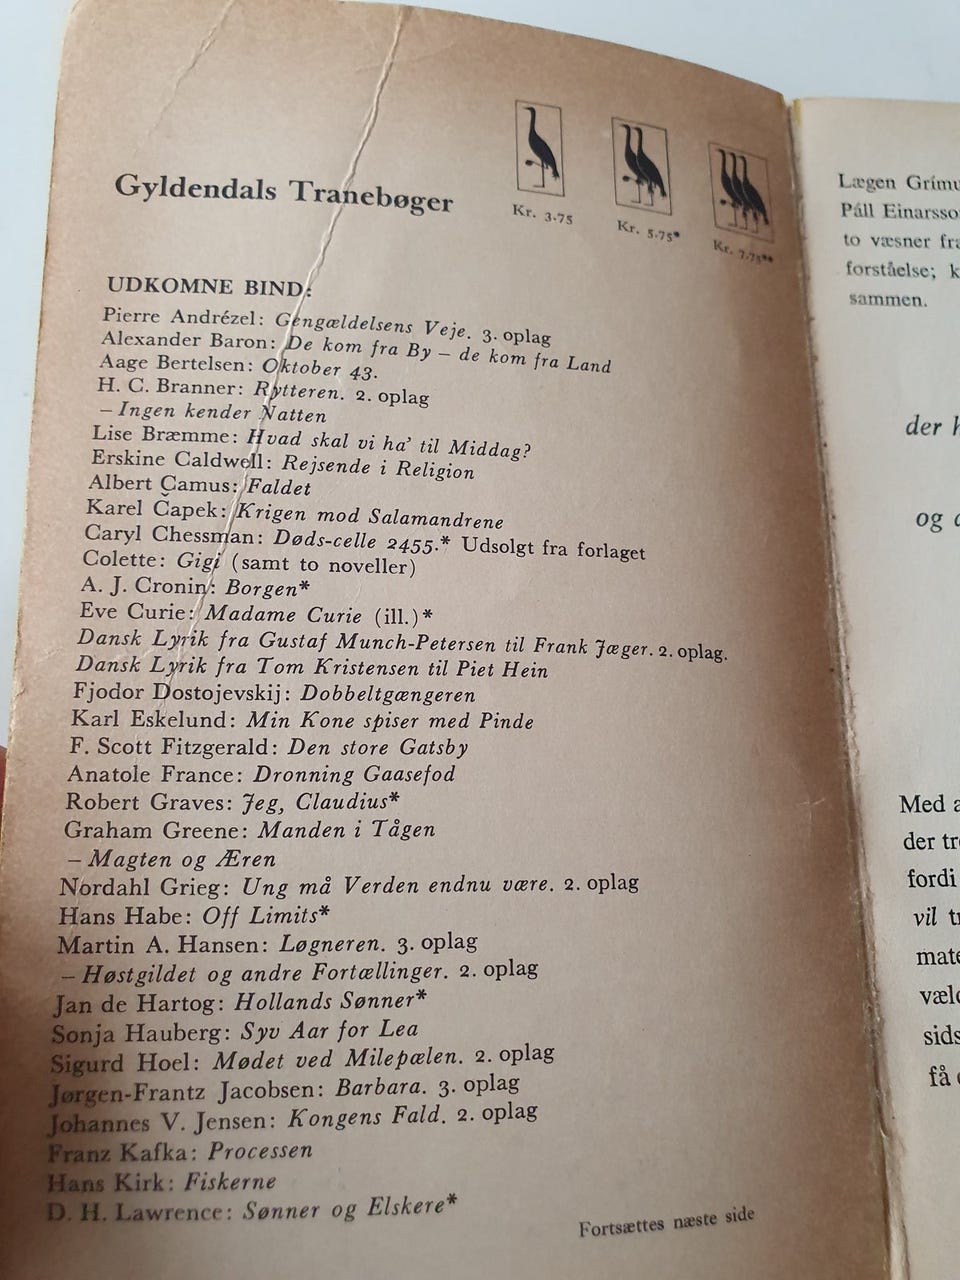 Gyldendals Tranebøger
Kr. 3.75
Kr. 5.75*
Kr. 7.75**
UDKOMNE BIND:
Pierre Andrézel: Gengældelsens Veje. 3. oplag
Alexander Baron: De kom fra By – de kom fra Land
Aage Bertelsen: Oktober 43.
H. C. Branner: Rytteren. 2. oplag
– Ingen kender Natten
Lise Bræmme: Hvad skal vi ha' til Middag?
Erskine Caldwell: Rejsende i Religion
Albert Camus: Faldet
Karel Čapek: Krigen mod Salamandrene
Caryl Chessman: Døds-celle 2455.* Udsolgt fra forlaget
Colette: Gigi (samt to noveller)
A. J. Cronin: Borgen*
Eve Curie: Madame Curie (ill.)*
Dansk Lyrik fra Gustaf Munch-Petersen til Frank Jæger. 2. oplag.
Dansk Lyrik fra Tom Kristensen til Piet Hein
Fjodor Dostojevskij: Dobbeltgængeren
Karl Eskelund: Min Kone spiser med Pinde
F. Scott Fitzgerald: Den store Gatsby
Anatole France: Dronning Gaasefod
Robert Graves: Jeg, Claudius*
Graham Greene: Manden i Tågen
– Magten og Æren
Nordahl Grieg: Ung må Verden endnu være. 2. oplag
Hans Habe: Off Limits*
Martin A. Hansen: Løgneren. 3. oplag
– Høstgildet og andre Fortællinger. 2. oplag
Jan de Hartog: Hollands Sønner*
Sonja Hauberg: Syv Aar for Lea
Sigurd Hoel: Mødet ved Milepælen. 2. oplag
Jørgen-Frantz Jacobsen: Barbara. 3. oplag
Johannes V. Jensen: Kongens Fald. 2. oplag
Franz Kafka: Processen
Hans Kirk: Fiskerne
D. H. Lawrence: Sønner og Elskere*
Fortsættes næste side
Lægen
Páll
to væsner
forståelse;
sammen.
der
og
Med
der
fordi
vil
få